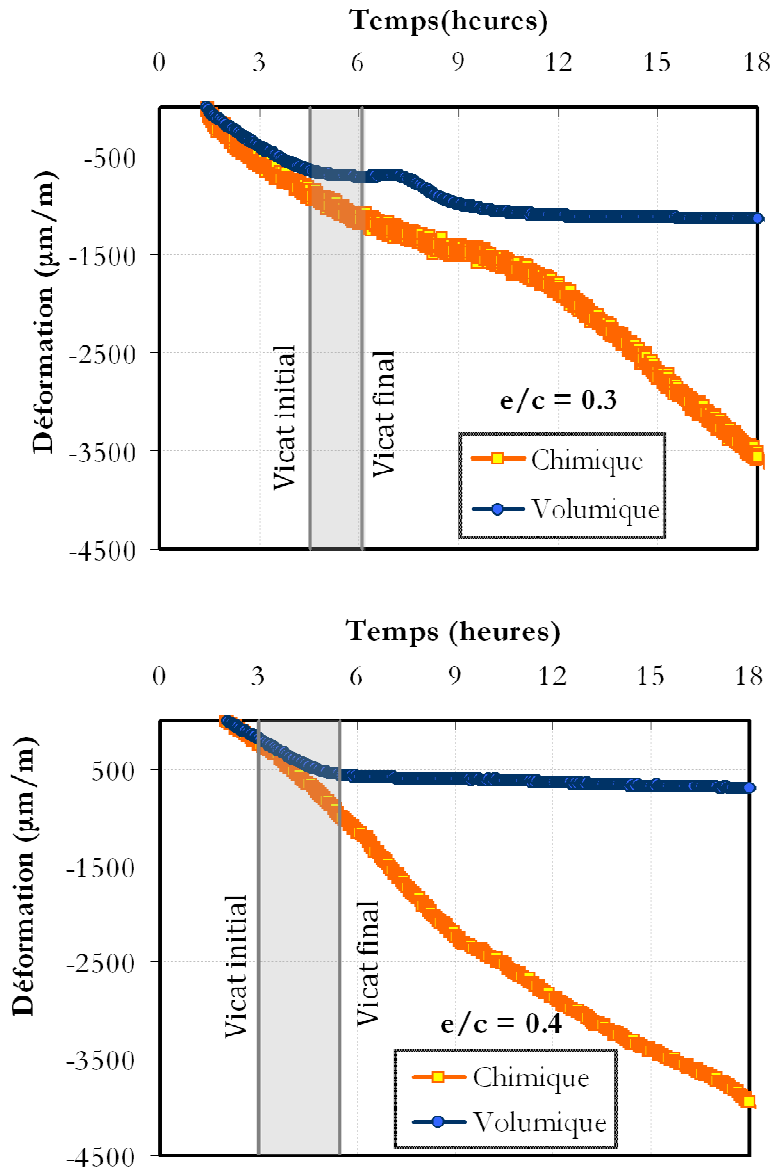 Temps(heures)
0 3 6 9 12 15 18
-500
-1500
-2500
-3500
-4500
Déformation (µm/m)
Vicat initial
Vicat final
e/c = 0.3
Chimique
Volumique
Temps (heures)
0 3 6 9 12 15 18
500
-1500
-2500
-3500
-4500
Déformation (µm/m)
Vicat initial
Vicat final
e/c = 0.4
Chimique
Volumique